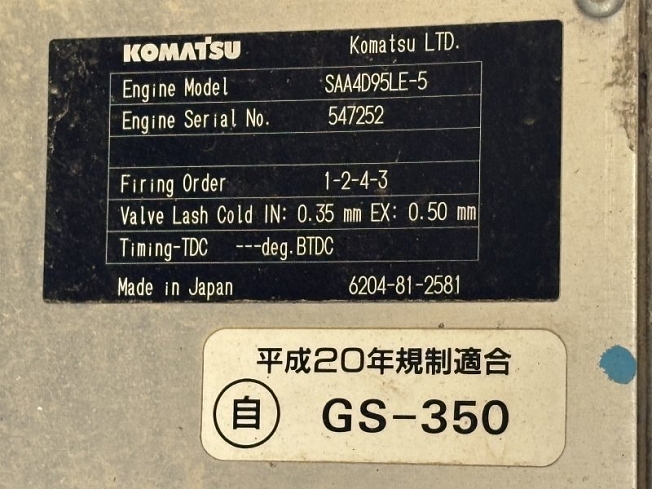 KOMATSU Komatsu LTD.
Engine Model SAA4D95LE-5
Engine Serial No. 547252
Firing Order 1-2-4-3
Valve Lash Cold IN: 0.35 mm EX: 0.50 mm
Timing-TDC ---deg.BTDC
Made in Japan 6204-81-2581
平成20年規制適合
自 GS-350